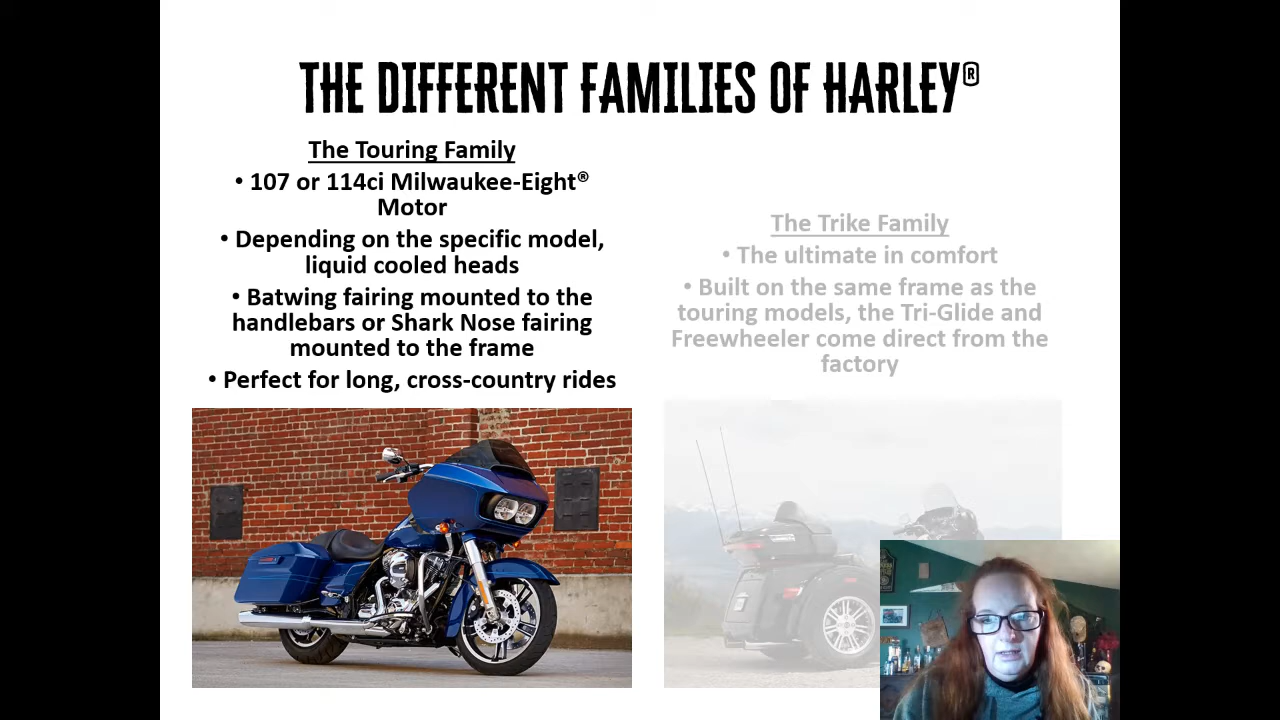 THE DIFFERENT FAMILIES OF HARLEY®
The Touring Family
• 107 or 114ci Milwaukee-Eight®
Motor
• Depending on the specific model,
liquid cooled heads
• Batwing fairing mounted to the
handlebars or Shark Nose fairing
mounted to the frame
• Perfect for long, cross-country rides
The Trike Family
• The ultimate in comfort
• Built on the same frame as the
touring models, the Tri-Glide and
Freewheeler come direct from the
factory